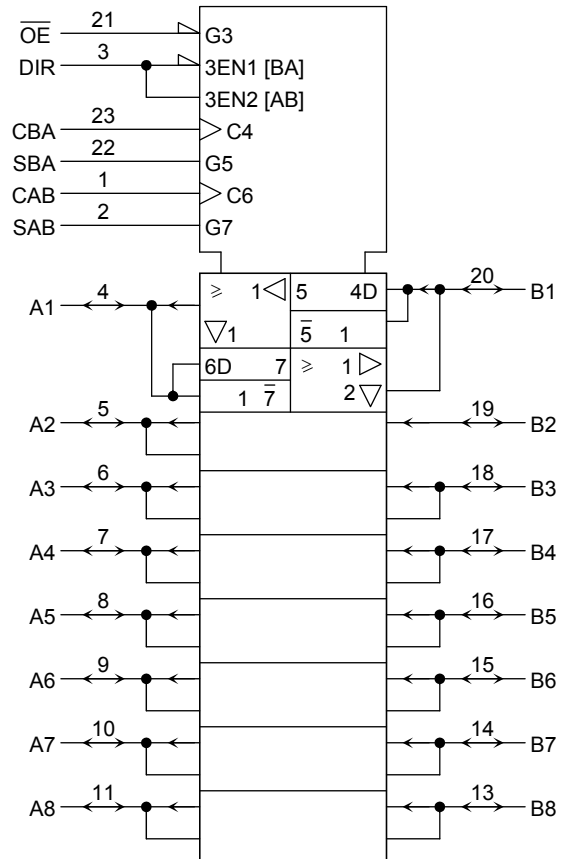 O̅E̅ 21 G3
DIR 3 3EN1 [BA]
3EN2 [AB]
CBA 23 C4
SBA 22 G5
CAB 1 C6
SAB 2 G7
A1 4 ≥ 1 5 4D 20 B1
1 5̅ 1
6D 7 ≥ 1
1 7̅ 2
A2 5 19 B2
A3 6 18 B3
A4 7 17 B4
A5 8 16 B5
A6 9 15 B6
A7 10 14 B7
A8 11 13 B8